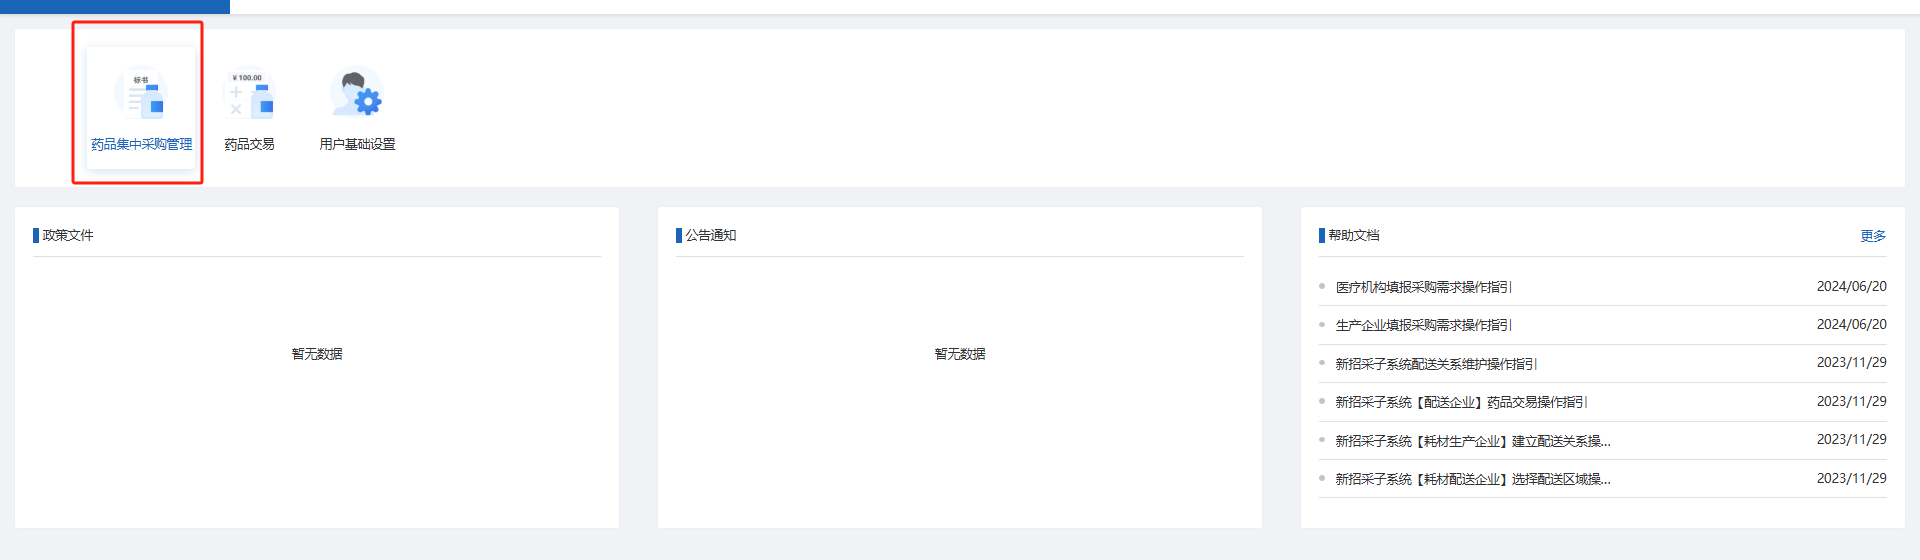 标书
¥ 100.00
药品集中采购管理
药品交易
用户基础设置
政策文件
暂无数据
公告通知
暂无数据
帮助文档
更多
医疗机构填报采购需求操作指引
2024/06/20
生产企业填报采购需求操作指引
2024/06/20
新招采子系统配送关系维护操作指引
2023/11/29
新招采子系统【配送企业】药品交易操作指引
2023/11/29
新招采子系统【耗材生产企业】建立配送关系操...
2023/11/29
新招采子系统【耗材配送企业】选择配送区域操...
2023/11/29